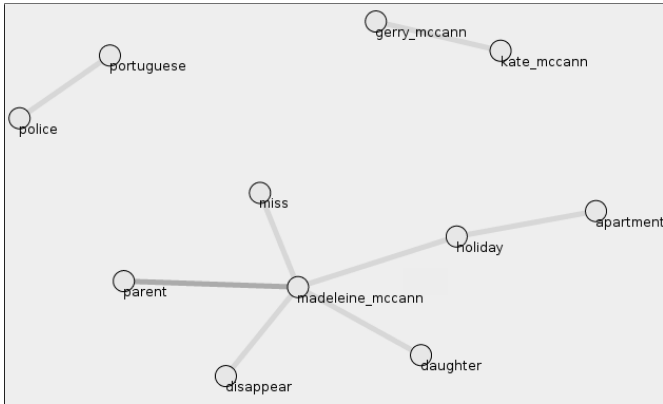 gerry_mccann
kate_mccann
portuguese
police
miss
apartment
holiday
parent
madeleine_mccann
daughter
disappear